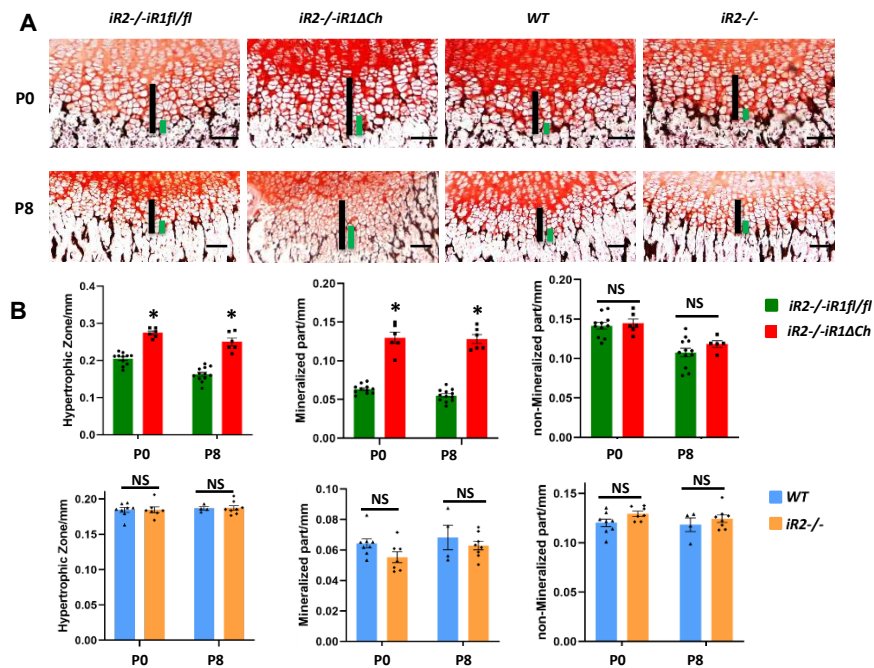 A
iR2-/-iR1fl/fl
iR2-/-iR1ΔCh
WT
iR2-/-
P0
P8
B
Hypertrophic Zone/mm
0.4
0.3
0.2
0.1
0.0
*
*
P0
P8
Mineralized part/mm
0.20
0.15
0.10
0.05
0.00
*
*
P0
P8
non-Mineralized part/mm
0.20
0.15
0.10
0.05
0.00
NS
NS
P0
P8
iR2-/-iR1fl/fl
iR2-/-iR1ΔCh
Hypertrophic Zone/mm
0.20
0.15
0.10
0.05
0.00
NS
NS
P0
P8
Mineralized part/mm
0.10
0.08
0.06
0.04
0.02
0.00
NS
NS
P0
P8
non-Mineralized part/mm
0.15
0.10
0.05
0.00
NS
NS
P0
P8
WT
iR2-/-